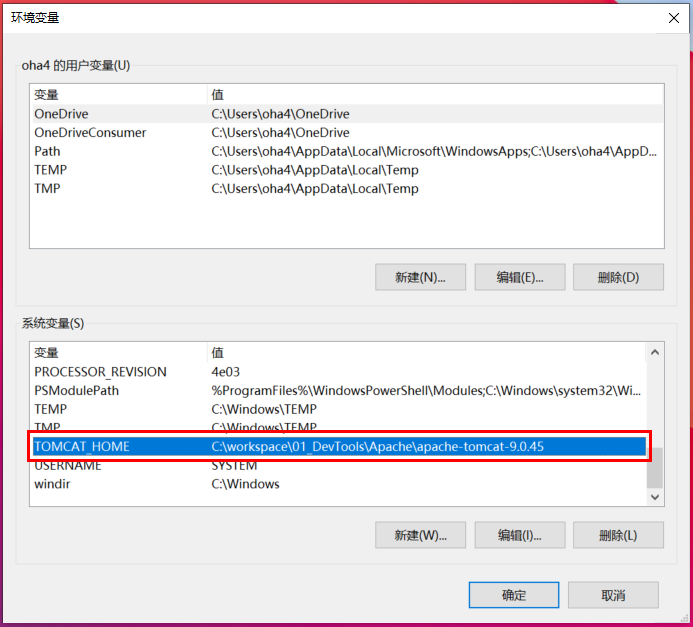 环境变量
oha4 的用户变量(U)
变量 值
OneDrive C:\Users\oha4\OneDrive
OneDriveConsumer C:\Users\oha4\OneDrive
Path C:\Users\oha4\AppData\Local\Microsoft\WindowsApps;C:\Users\oha4\AppD...
TEMP C:\Users\oha4\AppData\Local\Temp
TMP C:\Users\oha4\AppData\Local\Temp
新建(N)... 编辑(E)... 删除(D)
系统变量(S)
变量 值
PROCESSOR_REVISION 4e03
PSModulePath %ProgramFiles%\WindowsPowerShell\Modules;C:\Windows\system32\Wi...
TEMP C:\Windows\TEMP
TMP C:\Windows\TEMP
TOMCAT_HOME C:\workspace\01_DevTools\Apache\apache-tomcat-9.0.45
USERNAME SYSTEM
windir C:\Windows
新建(W)... 编辑(I)... 删除(L)
确定 取消